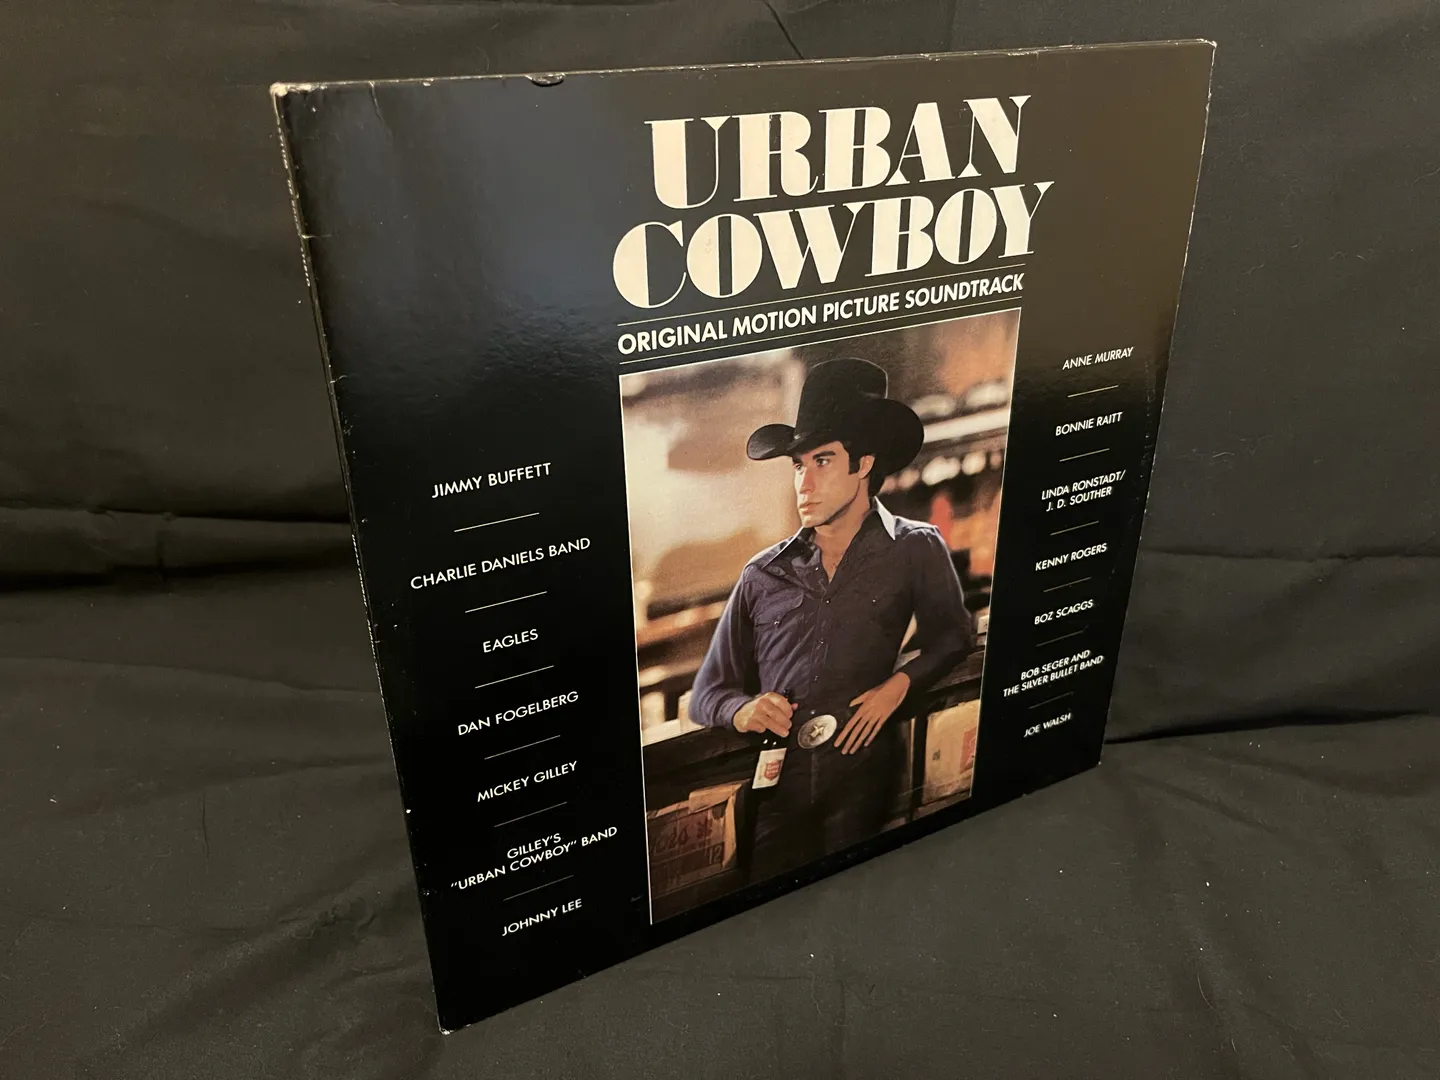 URBAN
COWBOY
ORIGINAL MOTION PICTURE SOUNDTRACK
JIMMY BUFFETT
CHARLIE DANIELS BAND
EAGLES
DAN FOGELBERG
MICKEY GILLEY
GILLEY'S
"URBAN COWBOY" BAND
JOHNNY LEE
ANNE MURRAY
BONNIE RAITT
LINDA RONSTADT/
J. D. SOUTHER
KENNY ROGERS
BOZ SCAGGS
BOB SEGER AND
THE SILVER BULLET BAND
JOE WALSH